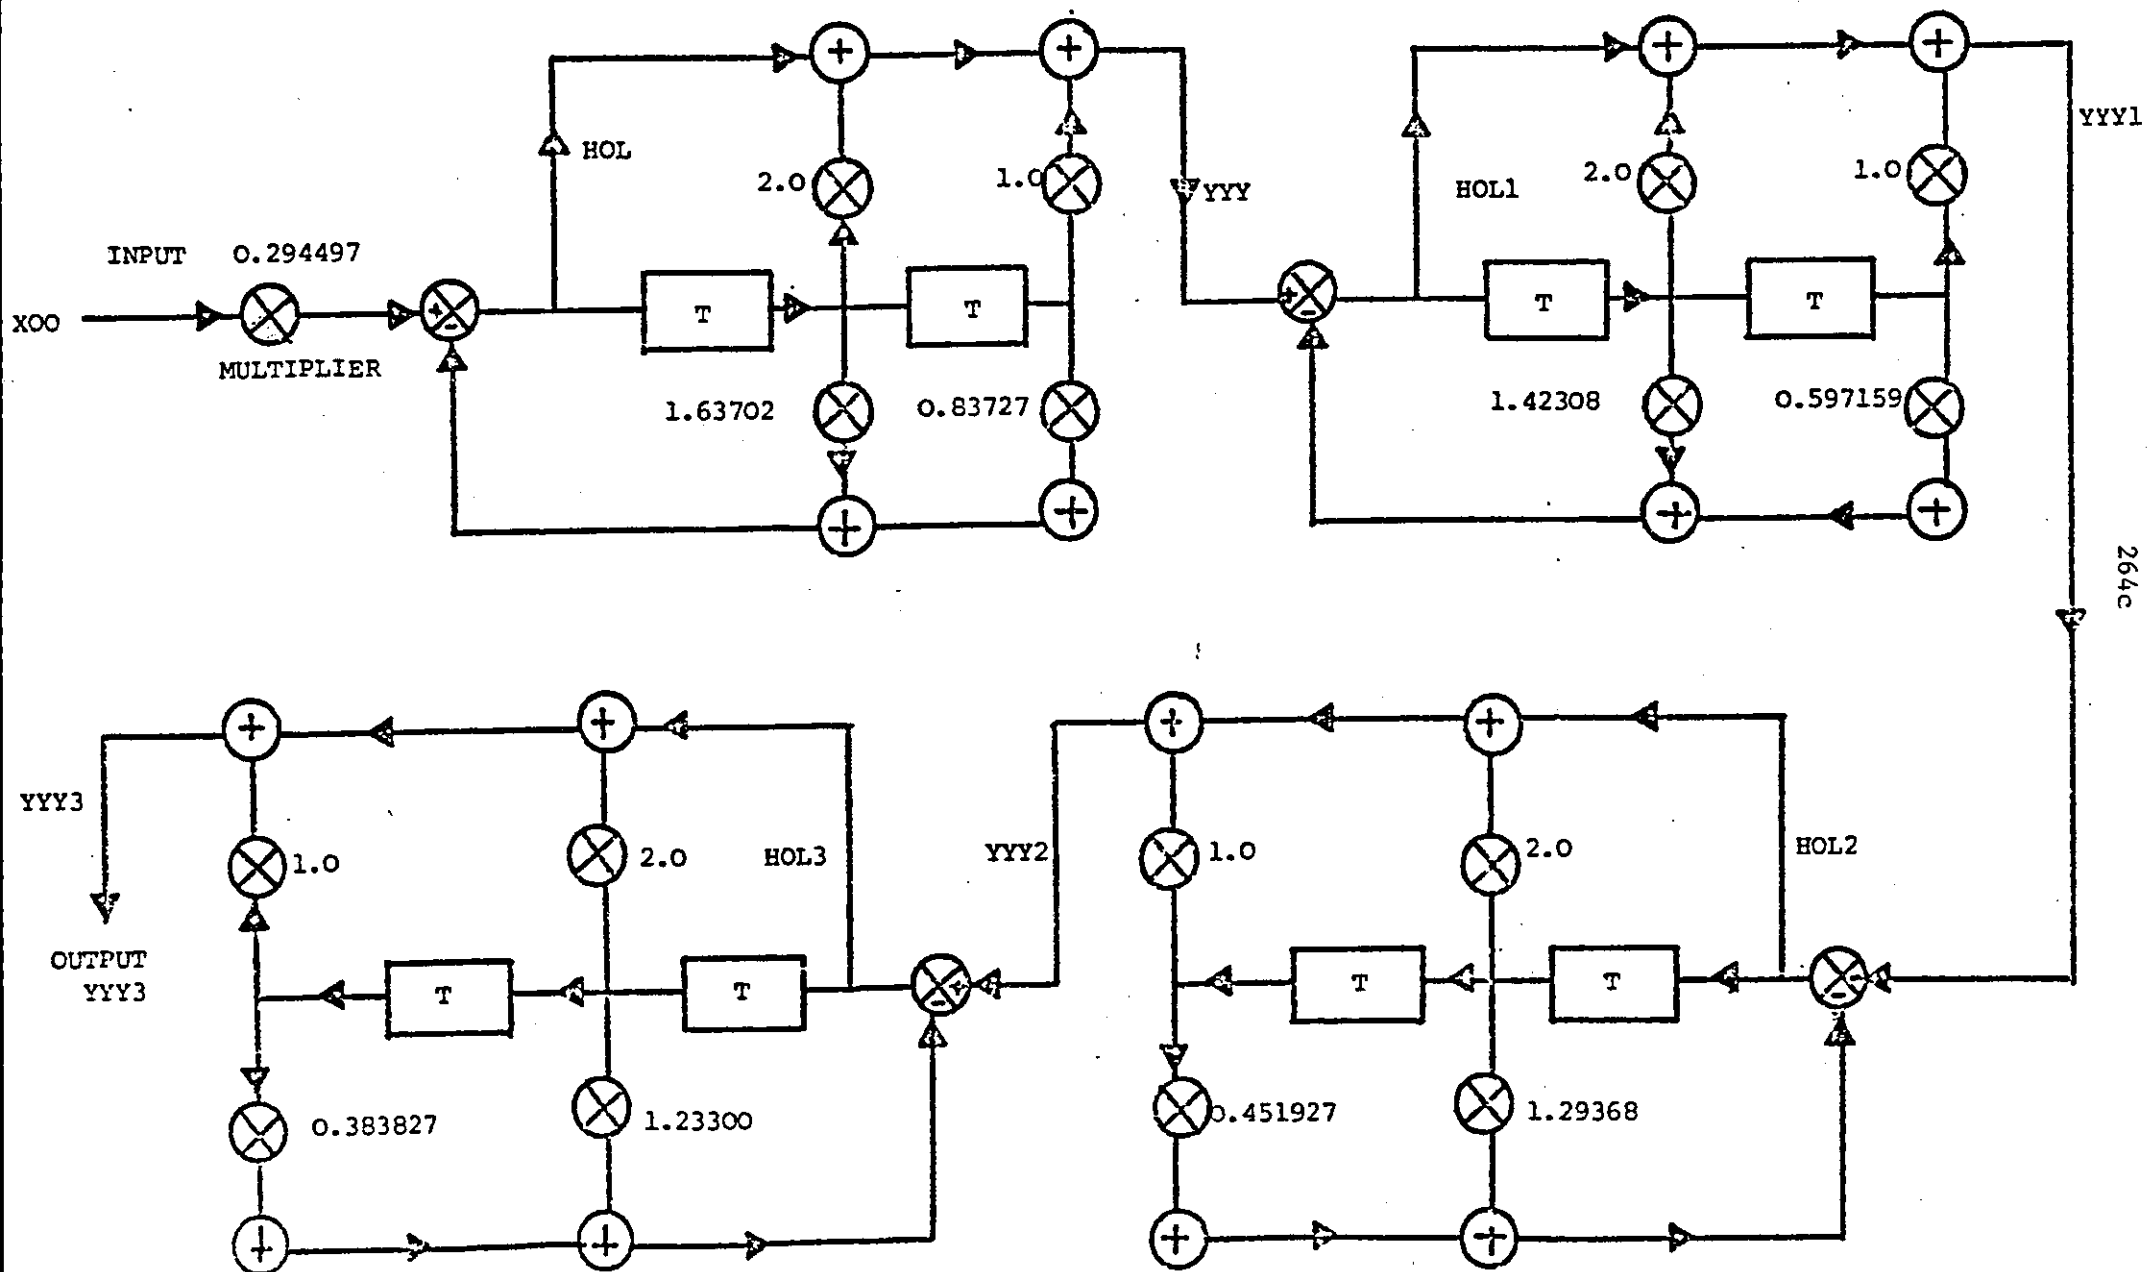 HOL
2.0
1.0
YYY
INPUT 0.294497
X00
MULTIPLIER
T
T
1.63702
0.83727
HOL1
2.0
1.0
YYY1
T
T
1.42308
0.597159
264c
YYY3
1.0
2.0
HOL3
YYY2
1.0
2.0
HOL2
OUTPUT
YYY3
T
T
T
T
0.383827
1.23300
0.451927
1.29368